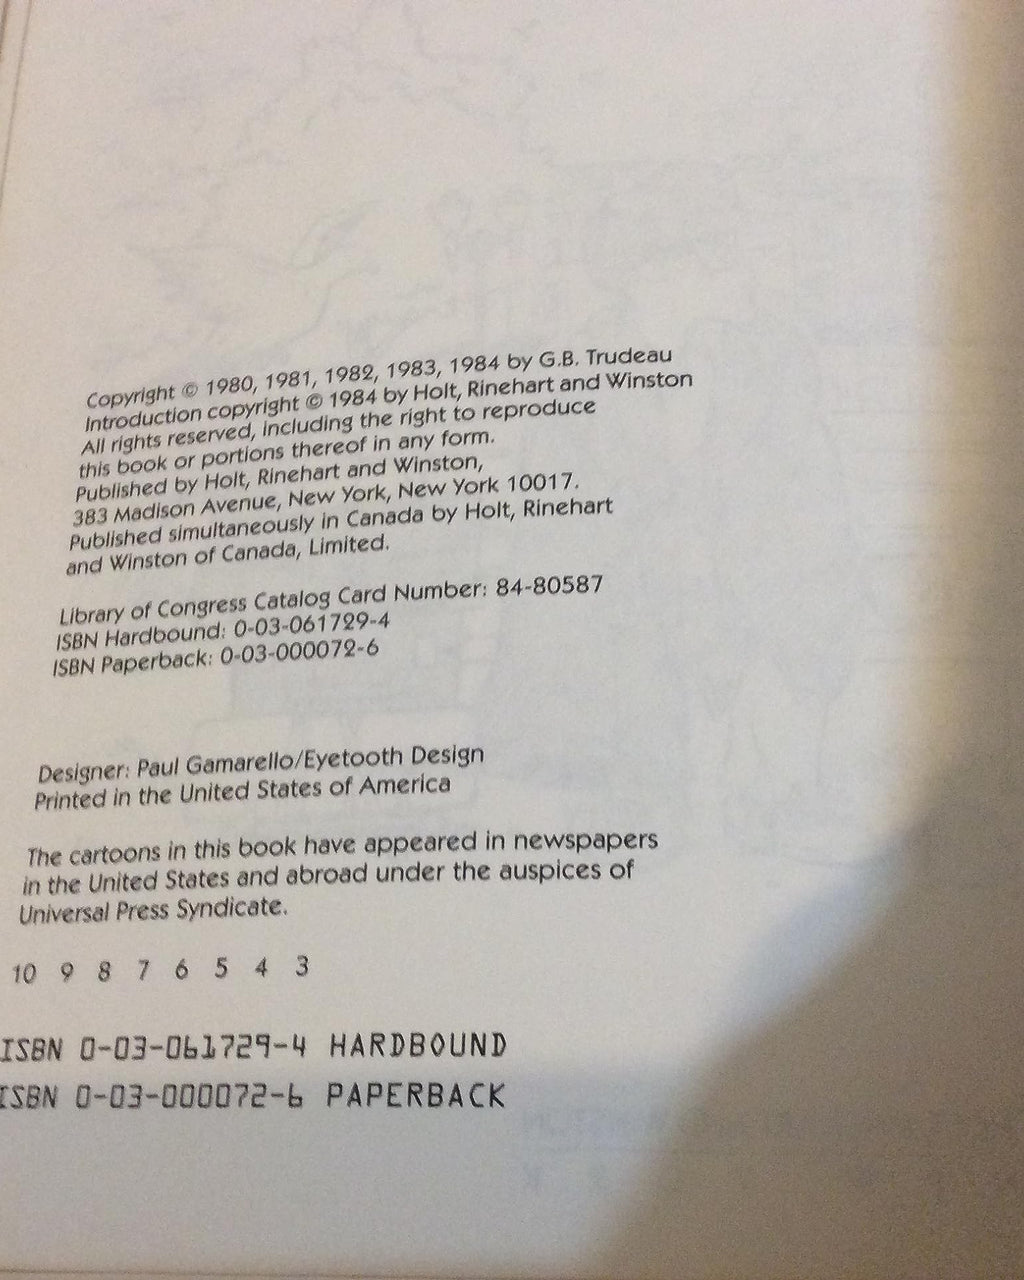 Copyright © 1980, 1981, 1982, 1983, 1984 by G.B. Trudeau
Introduction copyright © 1984 by Holt, Rinehart and Winston
All rights reserved, including the right to reproduce
this book or portions thereof in any form.
Published by Holt, Rinehart and Winston,
383 Madison Avenue, New York, New York 10017.
Published simultaneously in Canada by Holt, Rinehart
and Winston of Canada, Limited.
Library of Congress Catalog Card Number: 84-80587
ISBN Hardbound: 0-03-061729-4
ISBN Paperback: 0-03-000072-6
Designer: Paul Gamarello/Eyetooth Design
Printed in the United States of America
The cartoons in this book have appeared in newspapers
in the United States and abroad under the auspices of
Universal Press Syndicate.
10 9 8 7 6 5 4 3
ISBN 0-03-061729-4 HARDBOUND
ISBN 0-03-000072-6 PAPERBACK